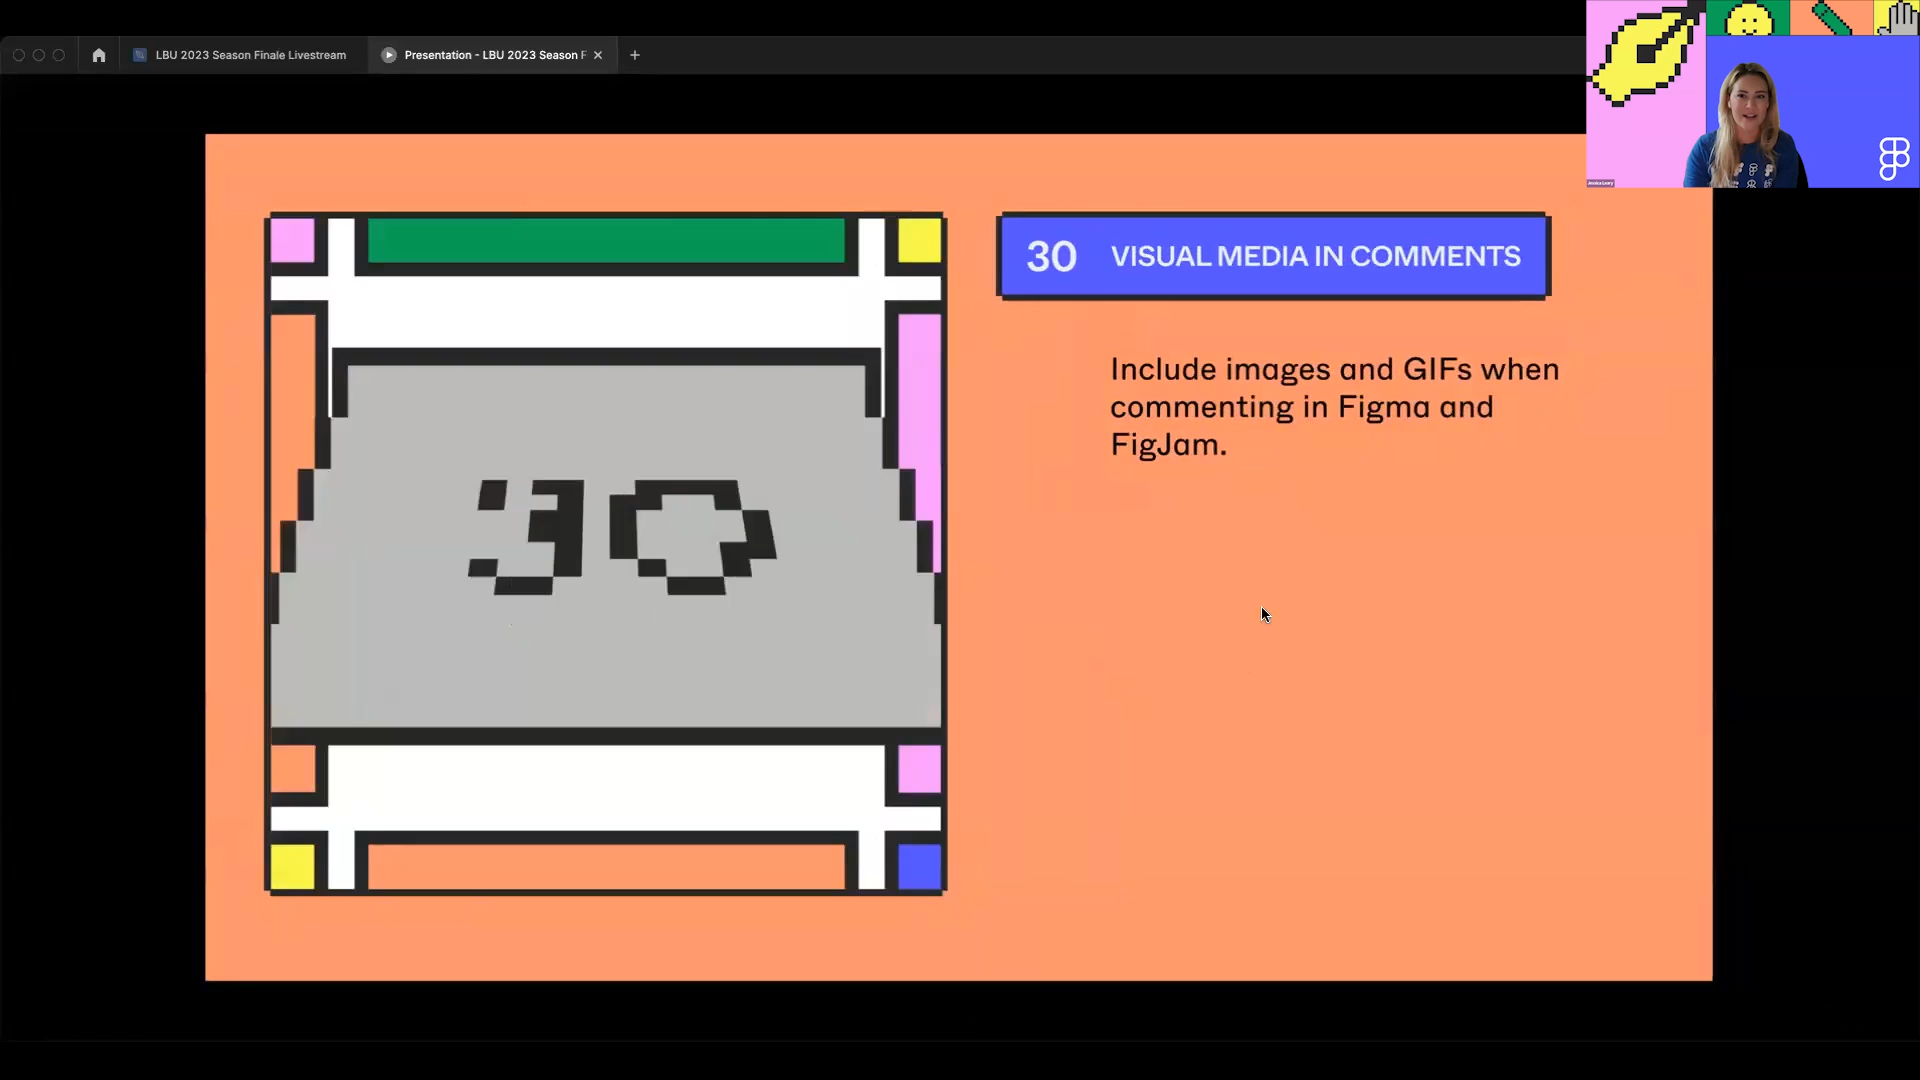 LBU 2023 Season Finale Livestream
Presentation - LBU 2023 Season F
30 VISUAL MEDIA IN COMMENTS
Include images and GIFs when
commenting in Figma and
FigJam.
30